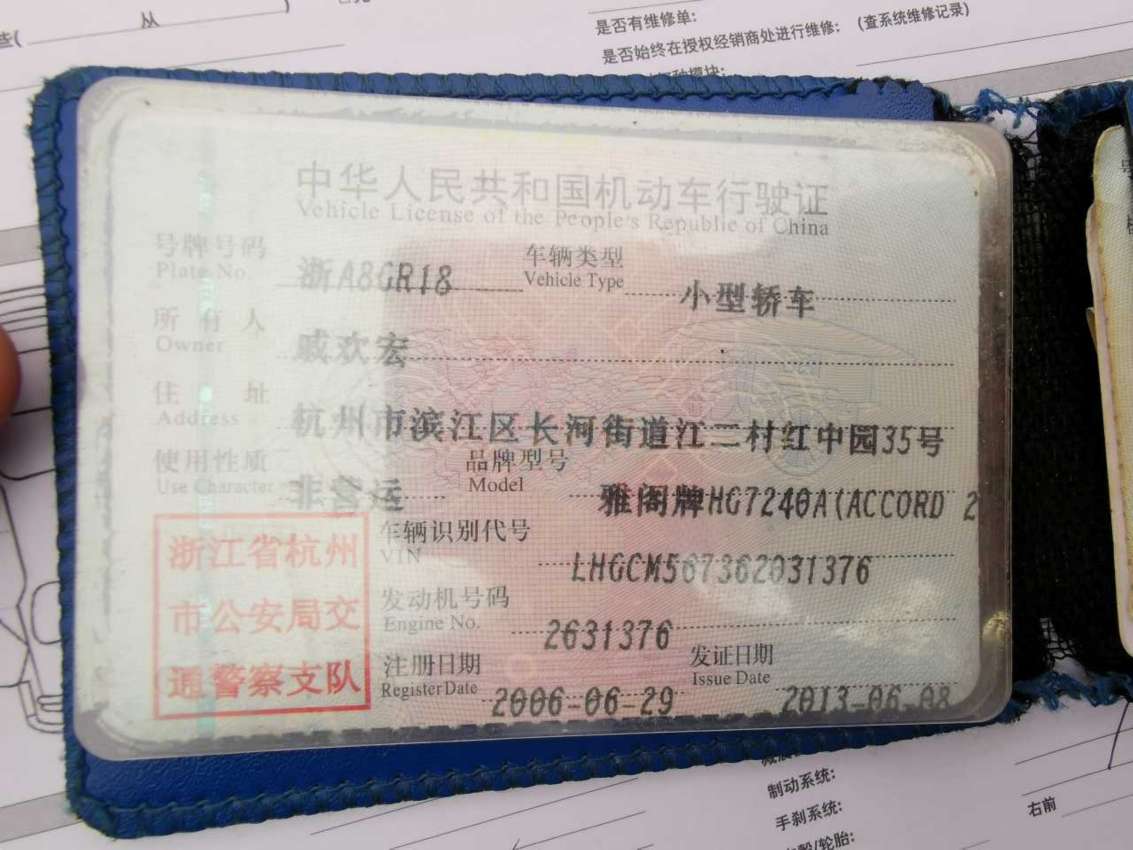 从
是否有维修单:
是否始终在授权经销商处进行维修: (查系统维修记录)
中华人民共和国机动车行驶证
Vehicle License of the People's Republic of China
号牌号码 浙A8GR18 车辆类型 小型轿车
Plate No. Vehicle Type
所有人 戚欢宏
Owner
住址 杭州市滨江区长河街道江二村红中园35号
Address
使用性质 非营运 品牌型号 雅阁牌HG7240A(ACCORD 2
Use Character Model
浙江省杭州
市公安局交
通警察支队
车辆识别代号 LHGCM567362031376
VIN
发动机号码 2631376
Engine No.
注册日期 2006-06-29 发证日期 2013-06-08
Register Date Issue Date
制动系统:
手刹系统:
右前